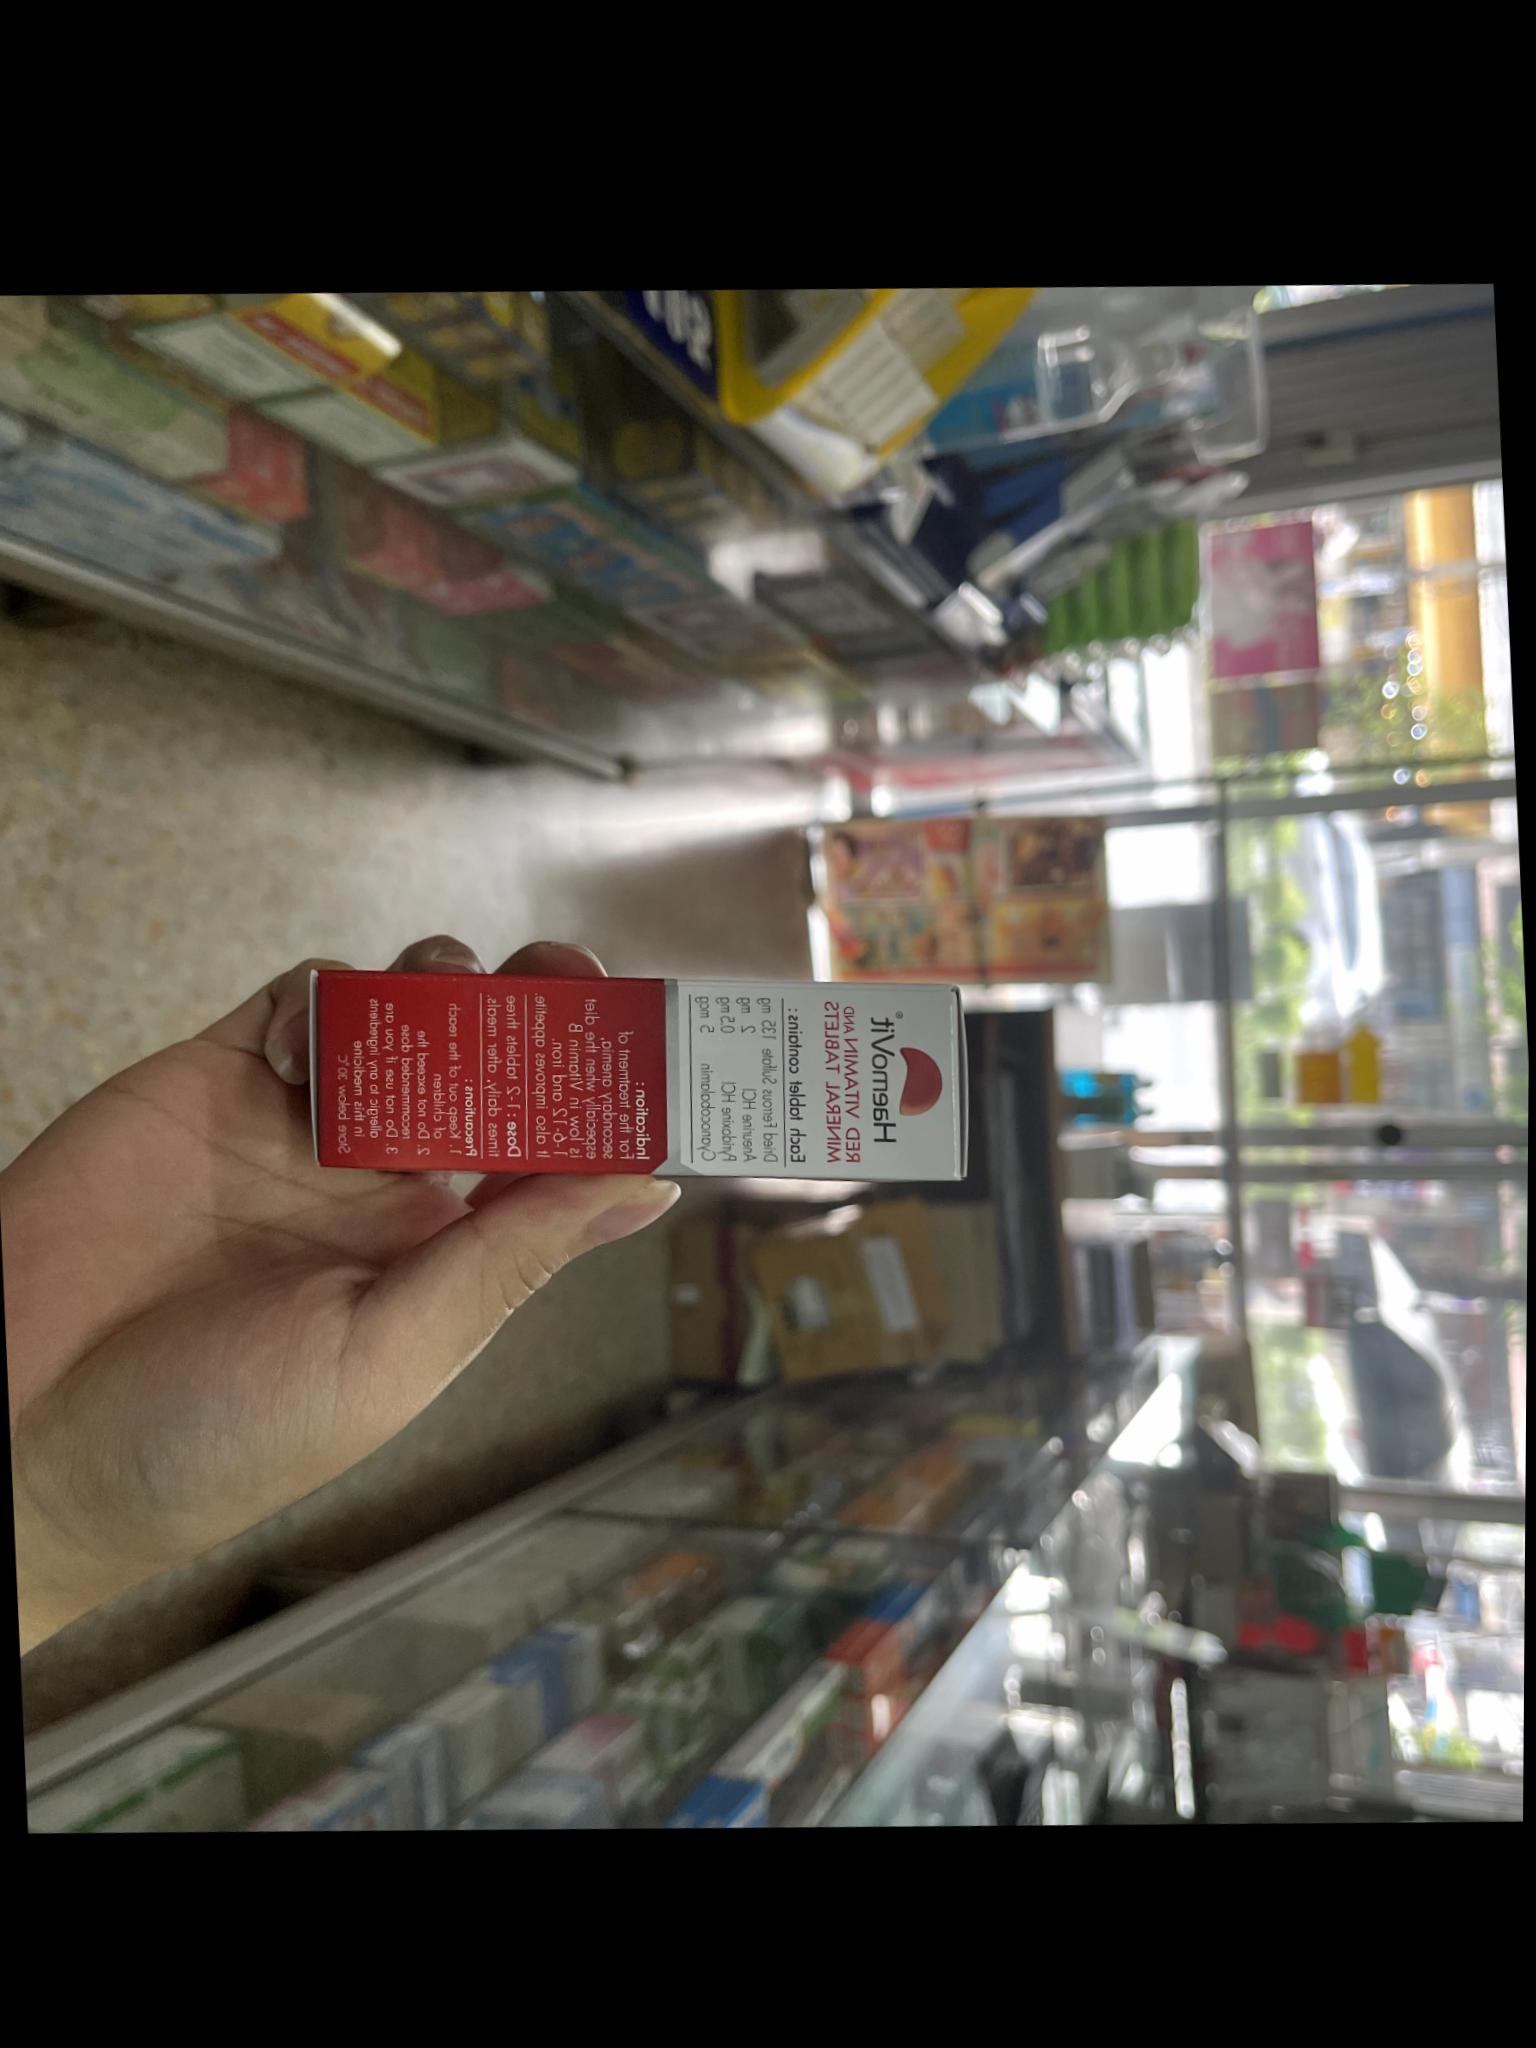 HaemoVit®
RED VITAMIN AND
MINERAL TABLETS
Each tablet contains:
Dried Ferrous Sulfate 135 mg
Aneurine HCl 2 mg
Pyridoxine HCl 0.5 mg
Cyanocobalamin 5 mcg
Indication:
For the treatment of
secondary anemia,
especially when the diet
is low in Vitamin B
1-6-12 and iron.
It also improves appetite.
Dose : 1-2 tablets three
times daily, after meals.
Precautions :
1. Keep out of the reach
of children
2. Do not exceed the
recommended dose
3. Do not use if you are
allergic to any ingredients
in this medicine
Store below 30°C